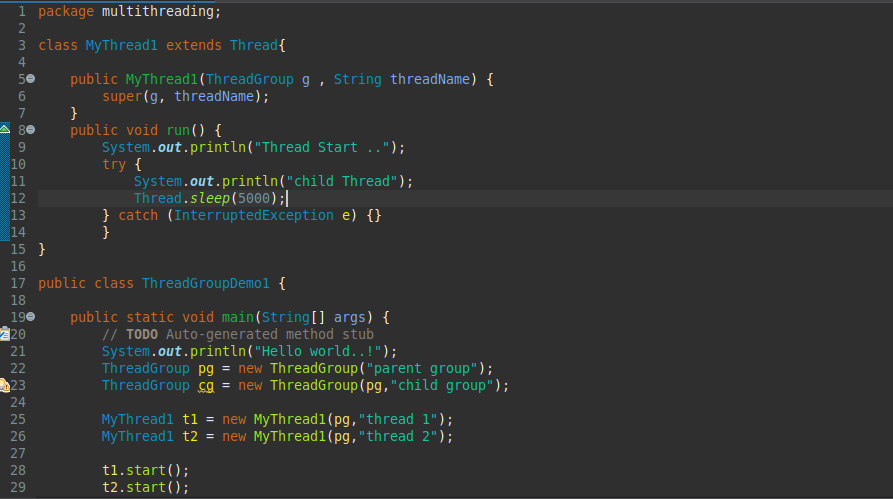 1 package multithreading;
2
3 class MyThread1 extends Thread{
4
5 public MyThread1(ThreadGroup g , String threadName) {
6 super(g, threadName);
7 }
8 public void run() {
9 System.out.println("Thread Start ..");
10 try {
11 System.out.println("child Thread");
12 Thread.sleep(5000);
13 } catch (InterruptedException e) {}
14 }
15 }
16
17 public class ThreadGroupDemo1 {
18
19 public static void main(String[] args) {
20 // TODO Auto-generated method stub
21 System.out.println("Hello world..!");
22 ThreadGroup pg = new ThreadGroup("parent group");
23 ThreadGroup cg = new ThreadGroup(pg,"child group");
24
25 MyThread1 t1 = new MyThread1(pg,"thread 1");
26 MyThread1 t2 = new MyThread1(pg,"thread 2");
27
28 t1.start();
29 t2.start();